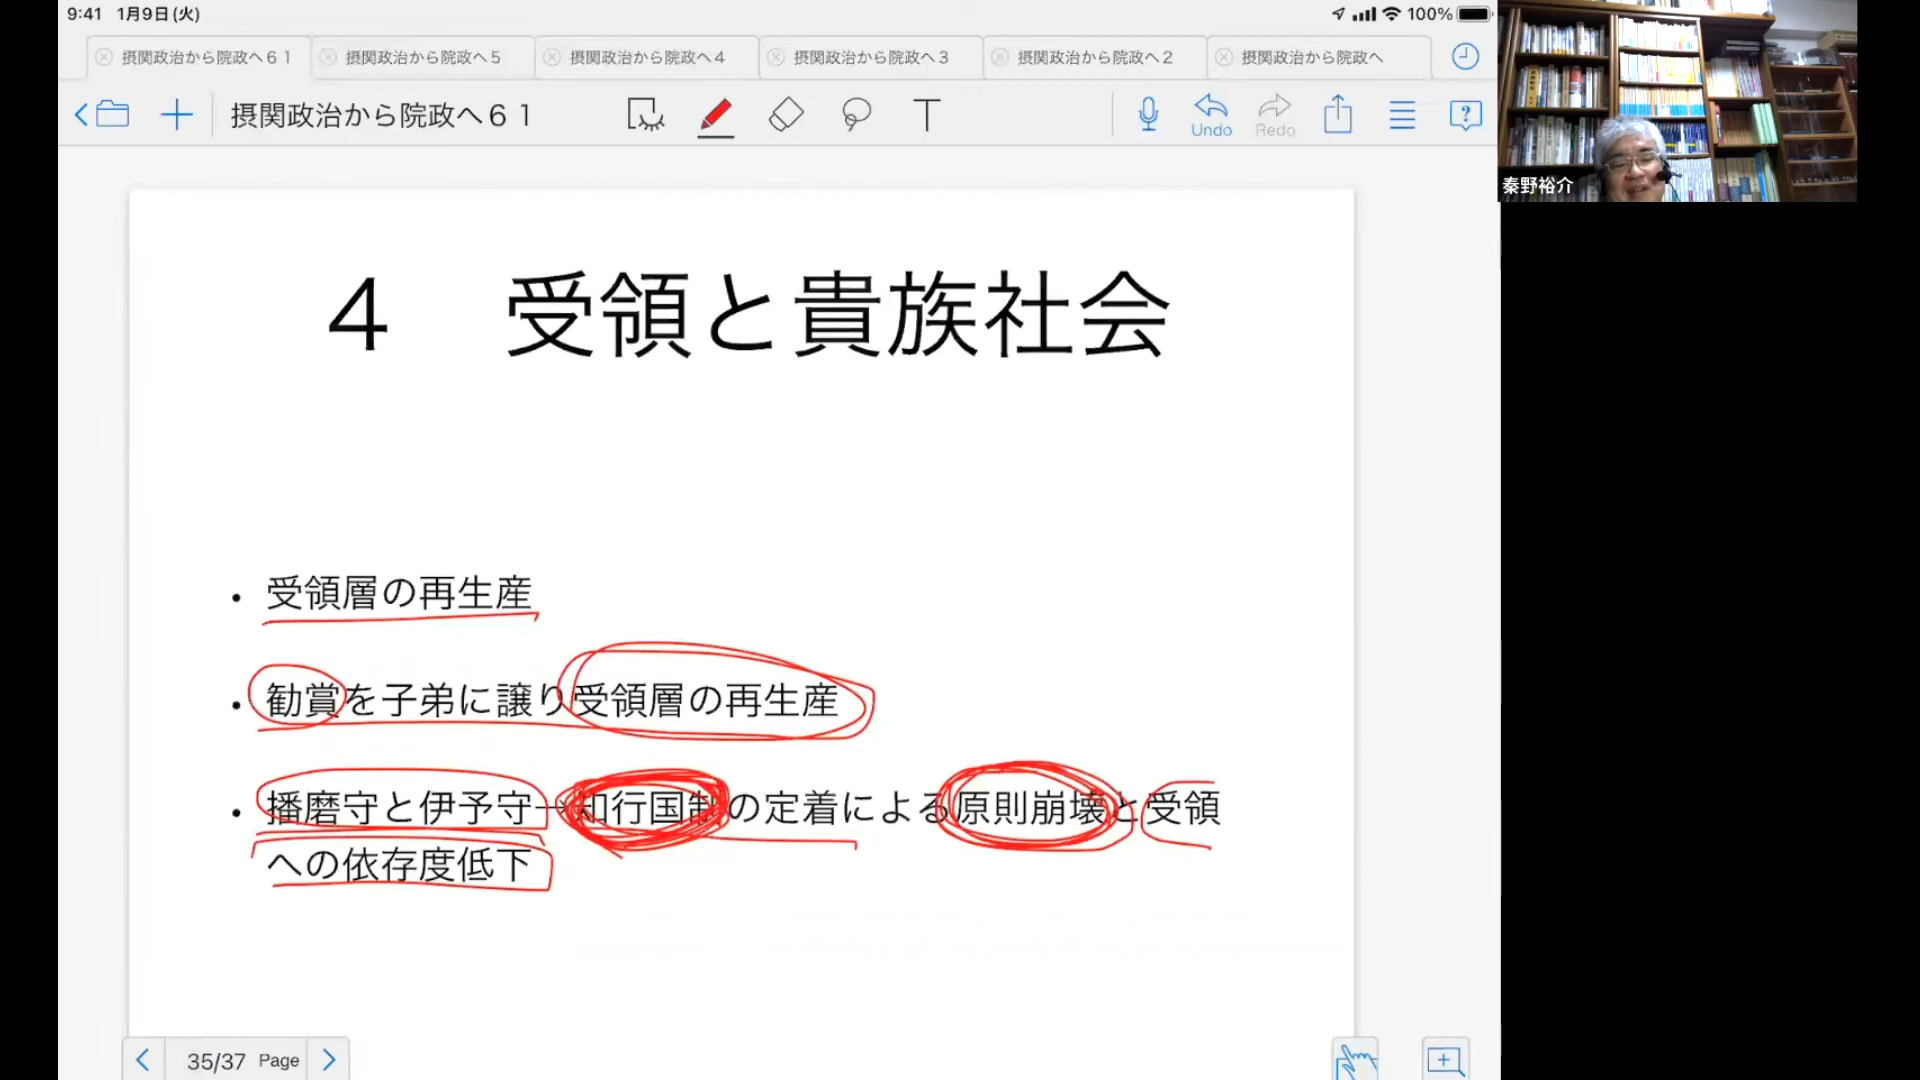 9:41 1月9日(火)
100%
摂関政治から院政へ６１
摂関政治から院政へ５
摂関政治から院政へ４
摂関政治から院政へ３
摂関政治から院政へ２
摂関政治から院政へ
摂関政治から院政へ６１
T
Undo
Redo
?
秦野裕介
４　受領と貴族社会
• 受領層の再生産
• 勧賞を子弟に譲り受領層の再生産
• 播磨守と伊予守→知行国制の定着による原則崩壊と受領
への依存度低下
35/37 Page